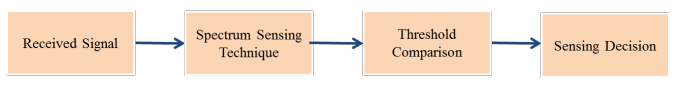 Received Signal
Spectrum Sensing
Technique
Threshold
Comparison
Sensing Decision